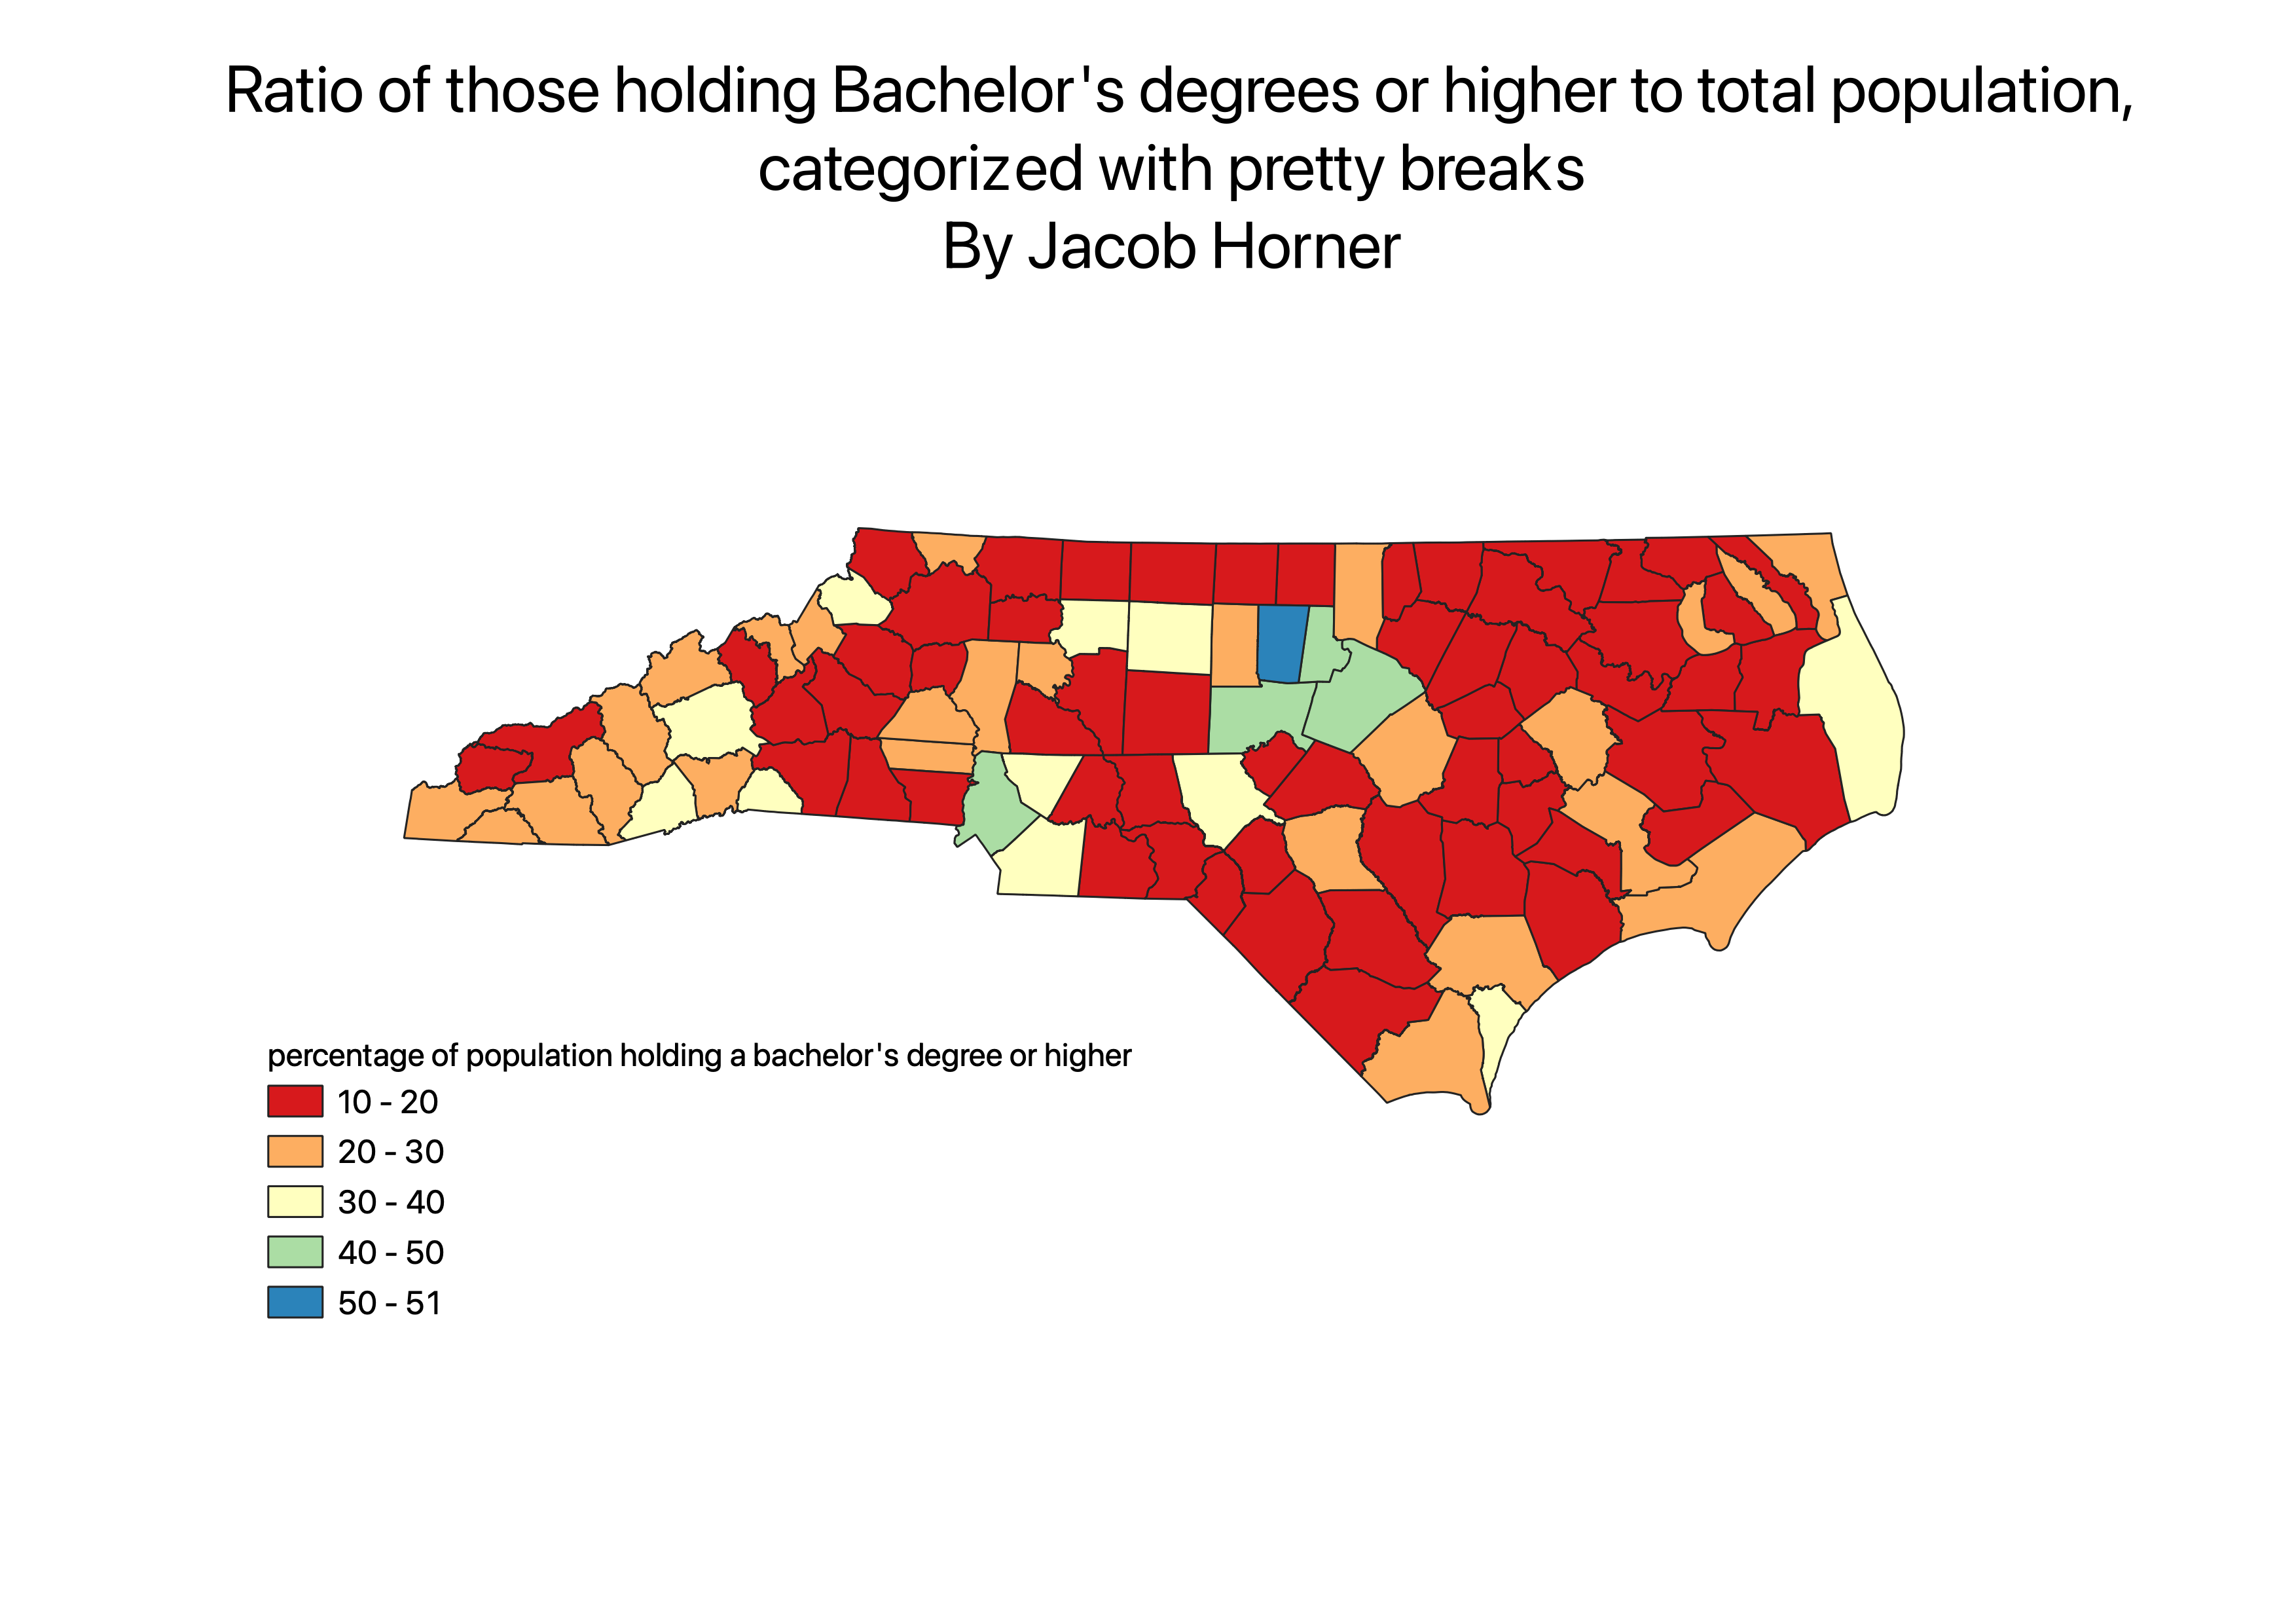 Ratio of those holding Bachelor's degrees or higher to total population,
categorized with pretty breaks
By Jacob Horner
percentage of population holding a bachelor's degree or higher
10 - 20
20 - 30
30 - 40
40 - 50
50 - 51